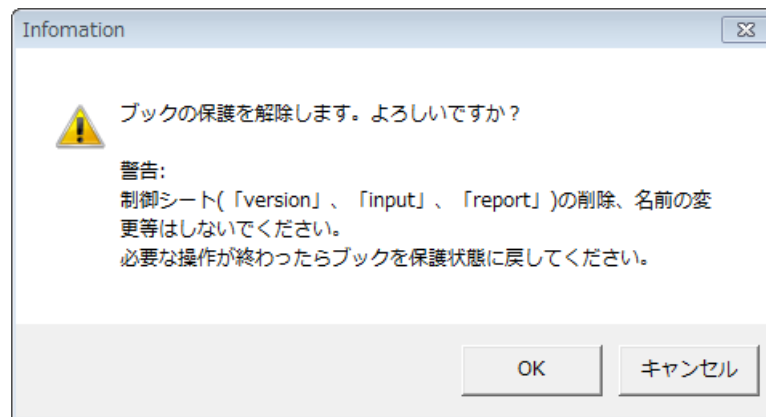 Infomation
ブックの保護を解除します。よろしいですか？
警告:
制御シート(「version」、「input」、「report」)の削除、名前の変
更等はしないでください。
必要な操作が終わったらブックを保護状態に戻してください。
OK
キャンセル